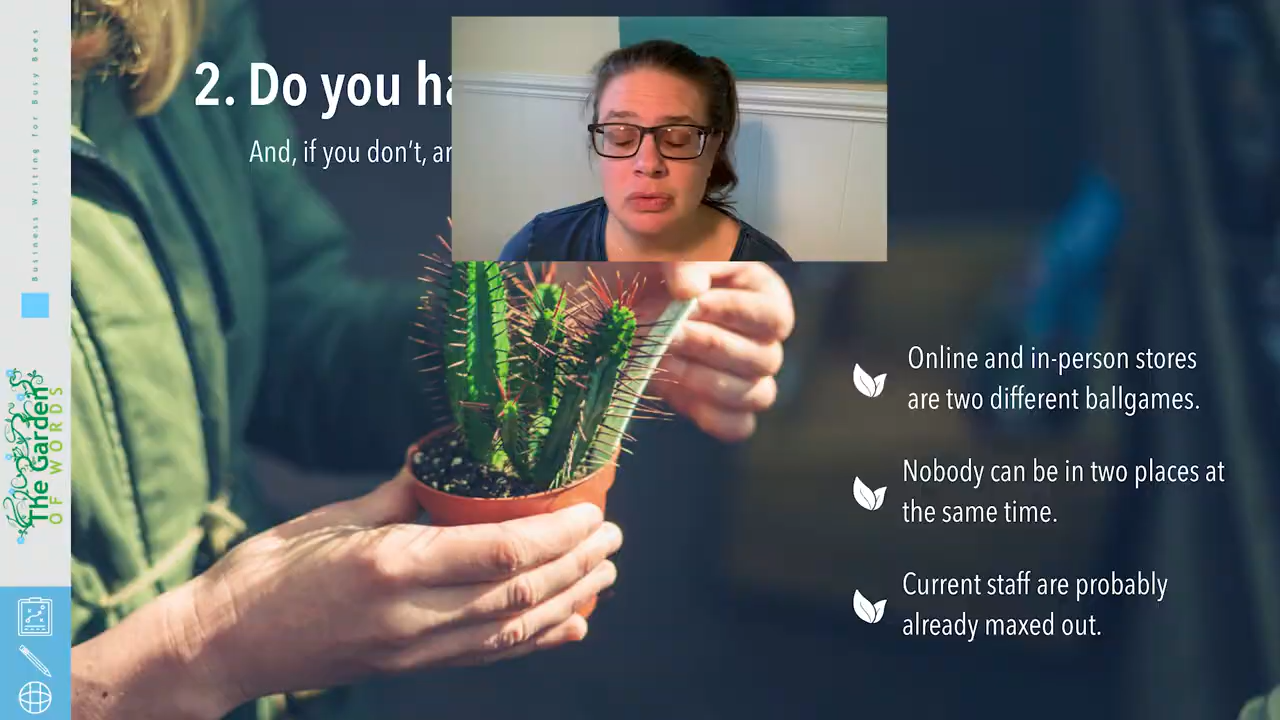 2. Do you ha
And, if you don't, ar
Online and in-person stores
are two different ballgames.
Nobody can be in two places at
the same time.
Current staff are probably
already maxed out.
Business Writing for Busy Bees
The Garden
OF WORDS